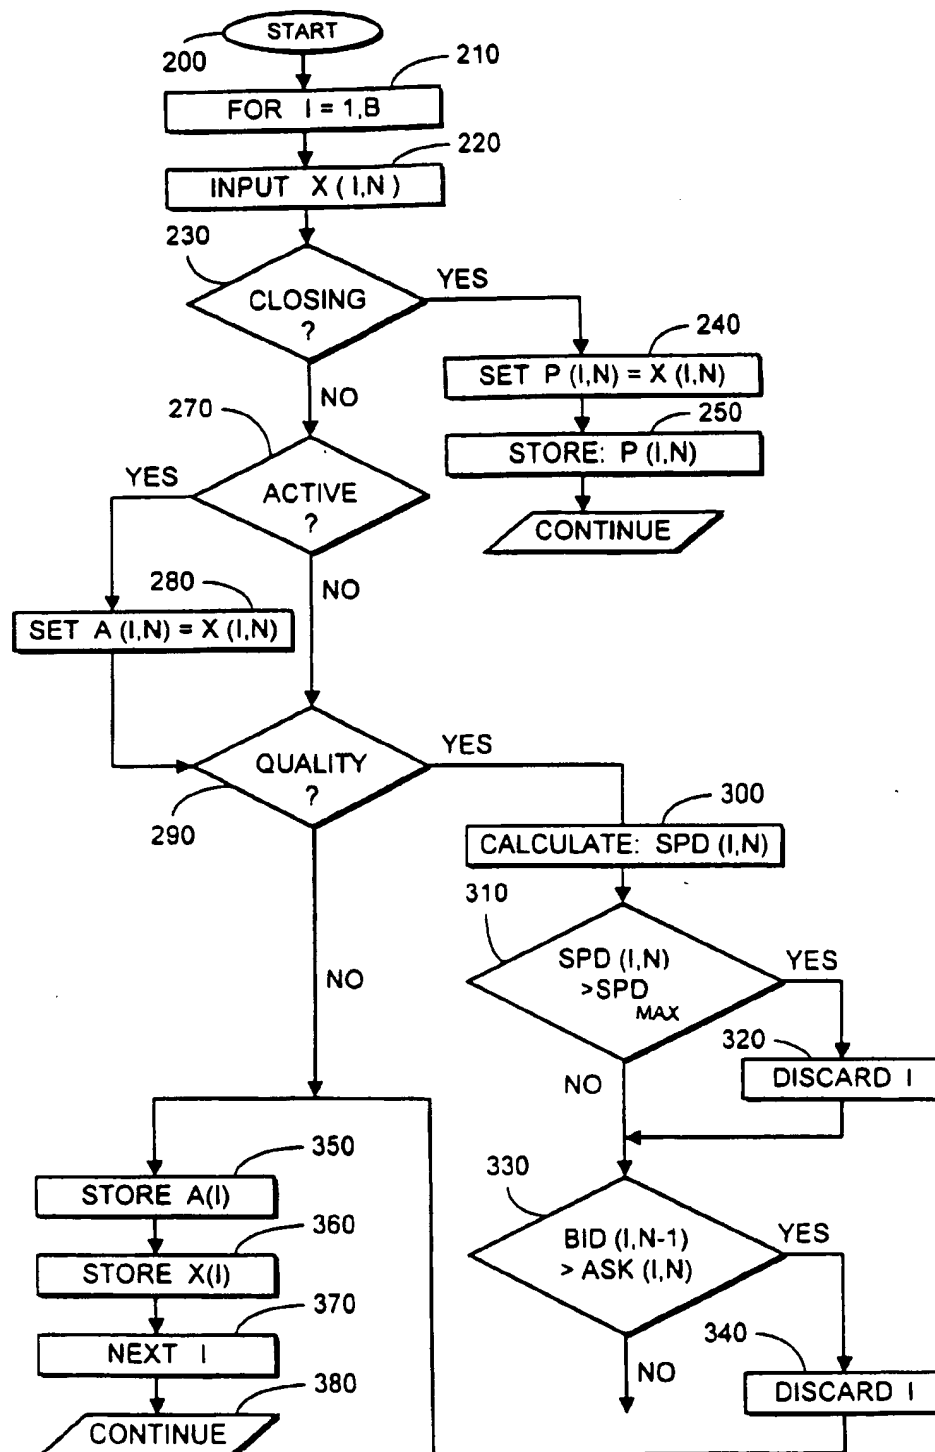 START
200
210
FOR I = 1,B
220
INPUT X ( I,N )
230
CLOSING
?
YES
NO
240
SET P (I,N) = X (I,N)
250
STORE: P (I,N)
CONTINUE
270
YES
ACTIVE
?
NO
280
SET A (I,N) = X (I,N)
QUALITY
?
YES
290
NO
300
CALCULATE: SPD (I,N)
310
SPD (I,N)
>SPD
MAX
YES
NO
320
DISCARD I
330
BID (I,N-1)
> ASK (I,N)
YES
NO
340
DISCARD I
350
STORE A(I)
360
STORE X(I)
370
NEXT I
380
CONTINUE